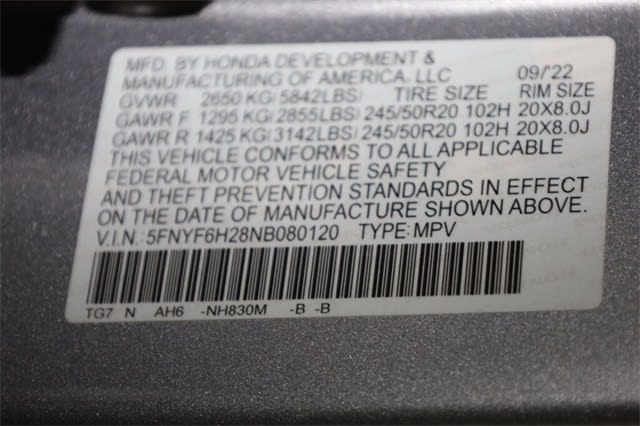 MFD. BY HONDA DEVELOPMENT &
MANUFACTURING OF AMERICA, LLC 09/'22
GVWR 2650 KG(5842LBS) TIRE SIZE RIM SIZE
GAWR F 1295 KG(2855LBS) 245/50R20 102H 20X8.0J
GAWR R 1425 KG(3142LBS) 245/50R20 102H 20X8.0J
THIS VEHICLE CONFORMS TO ALL APPLICABLE
FEDERAL MOTOR VEHICLE SAFETY
AND THEFT PREVENTION STANDARDS IN EFFECT
ON THE DATE OF MANUFACTURE SHOWN ABOVE.
V.I.N.: 5FNYF6H28NB080120 TYPE: MPV
TG7 N AH6 -NH830M -B -B